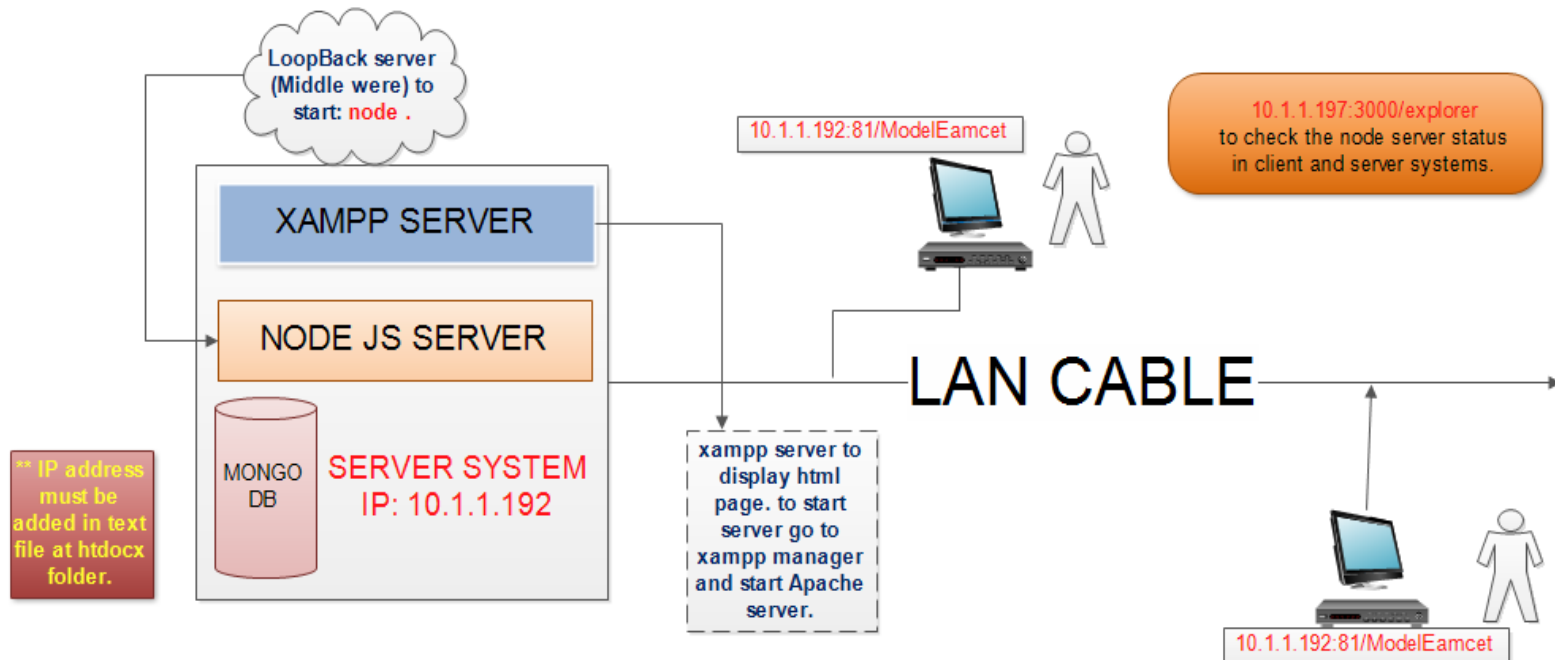 LoopBack server
(Middle were) to
start: node .
XAMPP SERVER
NODE JS SERVER
MONGO
DB
SERVER SYSTEM
IP: 10.1.1.192
** IP address
must be
added in text
file at htdocx
folder.
xampp server to
display html
page. to start
server go to
xampp manager
and start Apache
server.
10.1.1.192:81/ModelEamcet
LAN CABLE
10.1.1.197:3000/explorer
to check the node server status
in client and server systems.
10.1.1.192:81/ModelEamcet